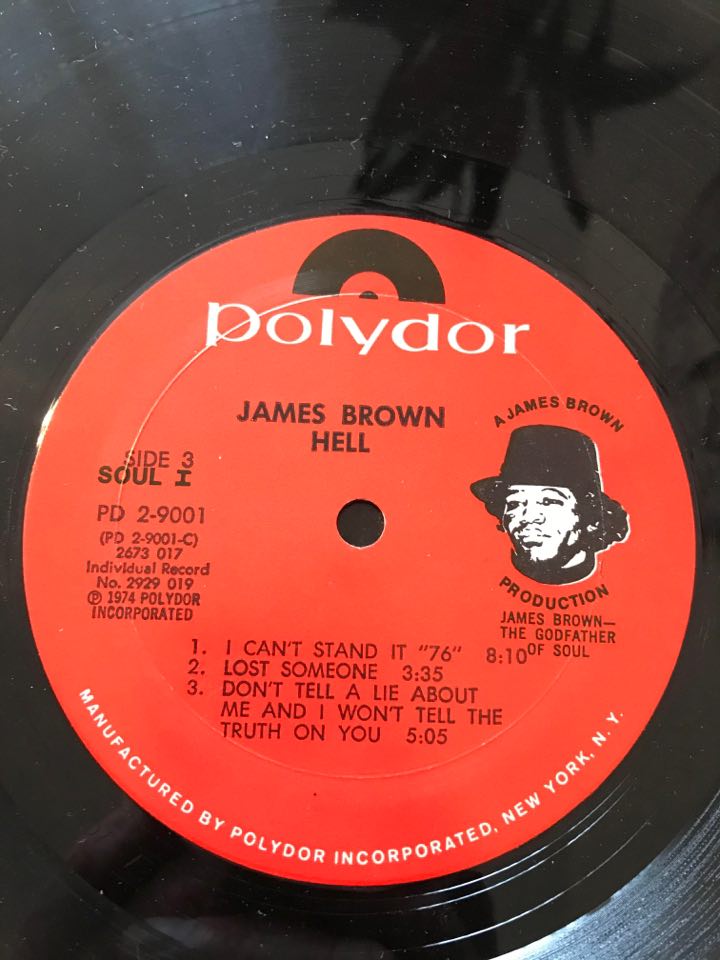 polydor
JAMES BROWN
HELL
SIDE 3
SOUL I
PD 2-9001
(PD 2-9001-C)
2673 017
Individual Record
No. 2929 019
Ⓟ 1974 POLYDOR
INCORPORATED
A JAMES BROWN
PRODUCTION
JAMES BROWN—
THE GODFATHER
OF SOUL
1. I CAN'T STAND IT "76" 8:10
2. LOST SOMEONE 3:35
3. DON'T TELL A LIE ABOUT
ME AND I WON'T TELL THE
TRUTH ON YOU 5:05
MANUFACTURED BY POLYDOR INCORPORATED, NEW YORK, N. Y.